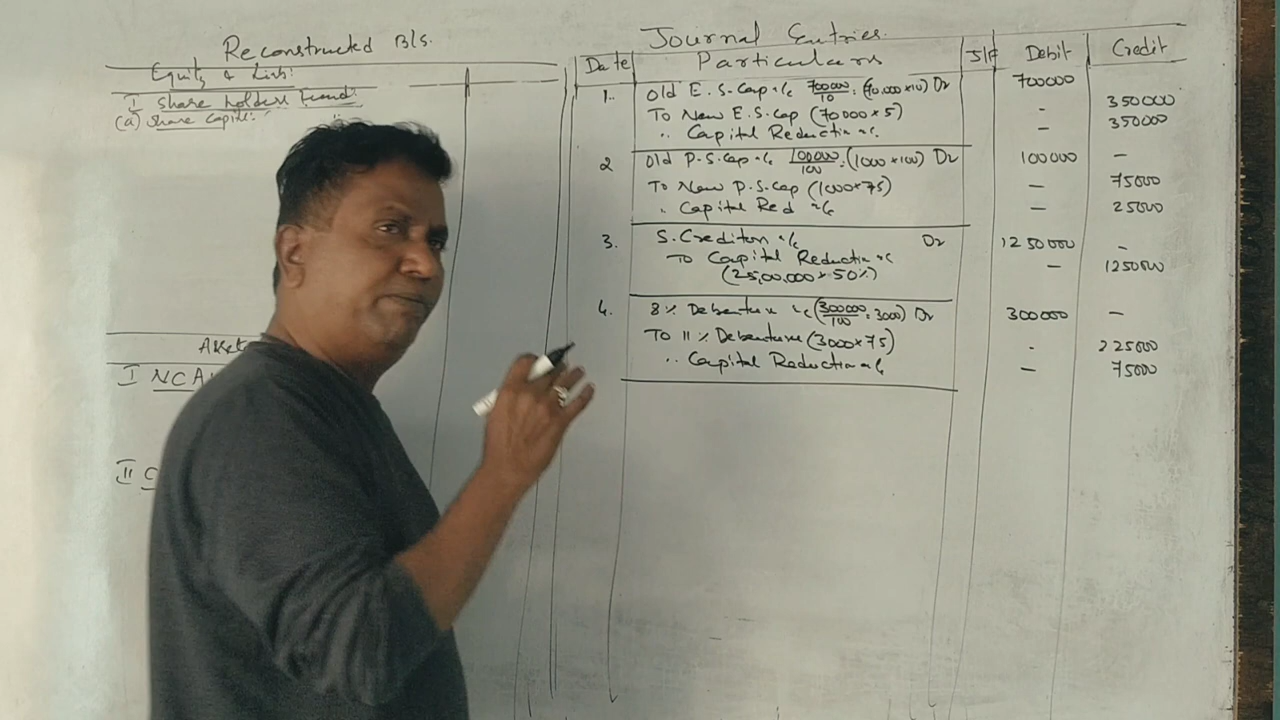 Reconstructed B/s.
Equity & Liab:
I Share holders fund:
(a) Share capital:
Assets
I NCA
II C
Journal Entries.
Date Particulars J/F Debit Credit
1. Old E.S.Cap a/c 700000/10 : (70,000×10) Dr 700000
To New E.S.Cap (70000×5) - 350000
" Capital Reduction a/c. - 350000
2 Old P.S.Cap a/c 100000/100 : (1000×100) Dr 100000 -
To New P.S.Cap (1000×75) - 75000
" Capital Red a/c - 25000
3. S.Creditors a/c Dr 1250000 -
To Capital Reduction a/c - 1250000
(25,00,000×50%)
4. 8% Debenture a/c (300000/100 : 3000) Dr 300000 -
To 11% Debenture (3000×75) - 225000
" Capital Reduction a/c - 75000